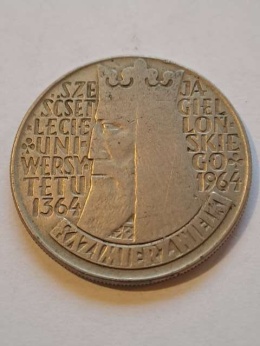 SZE
ŚĆSET
LECIE
UNI
WERSY
TETU
1364
JA
GIEL
LOŃ
SKIE
GO
1964
KAZIMIERZ WIELKI